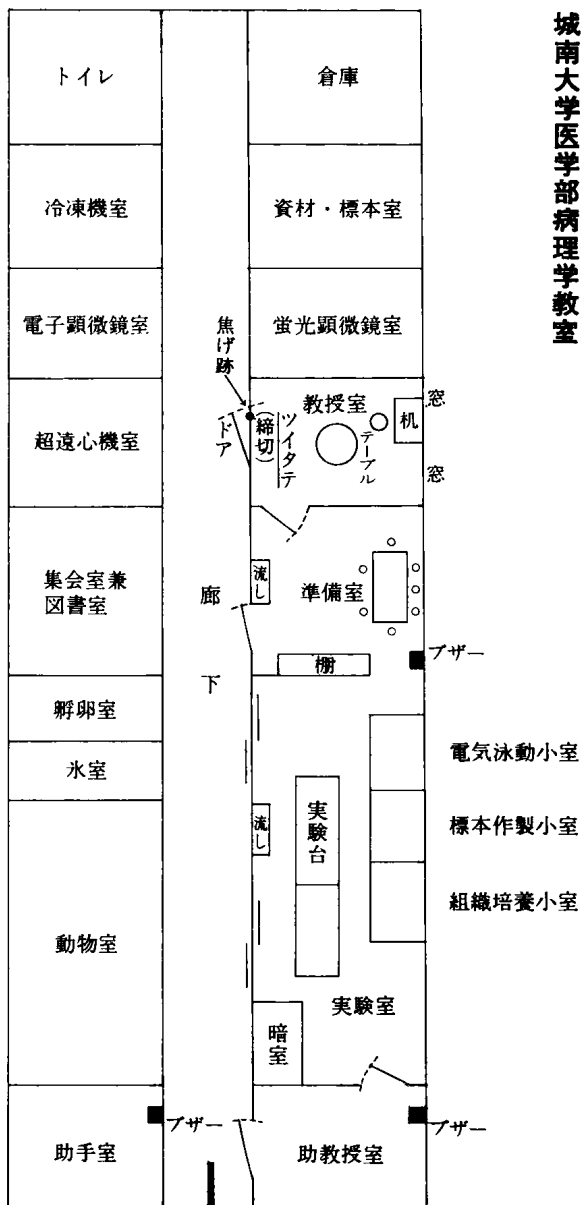 城南大学医学部病理学教室
トイレ
倉庫
冷凍機室
資材・標本室
電子顕微鏡室
焦げ跡
蛍光顕微鏡室
超遠心機室
ドア
(締切)
ツイタテ
教授室
テーブル
机
窓
窓
集会室兼
図書室
廊下
流し
準備室
棚
ブザー
孵卵室
氷室
電気泳動小室
標本作製小室
組織培養小室
流し
実験台
動物室
実験室
暗室
助手室
ブザー
助教授室
ブザー